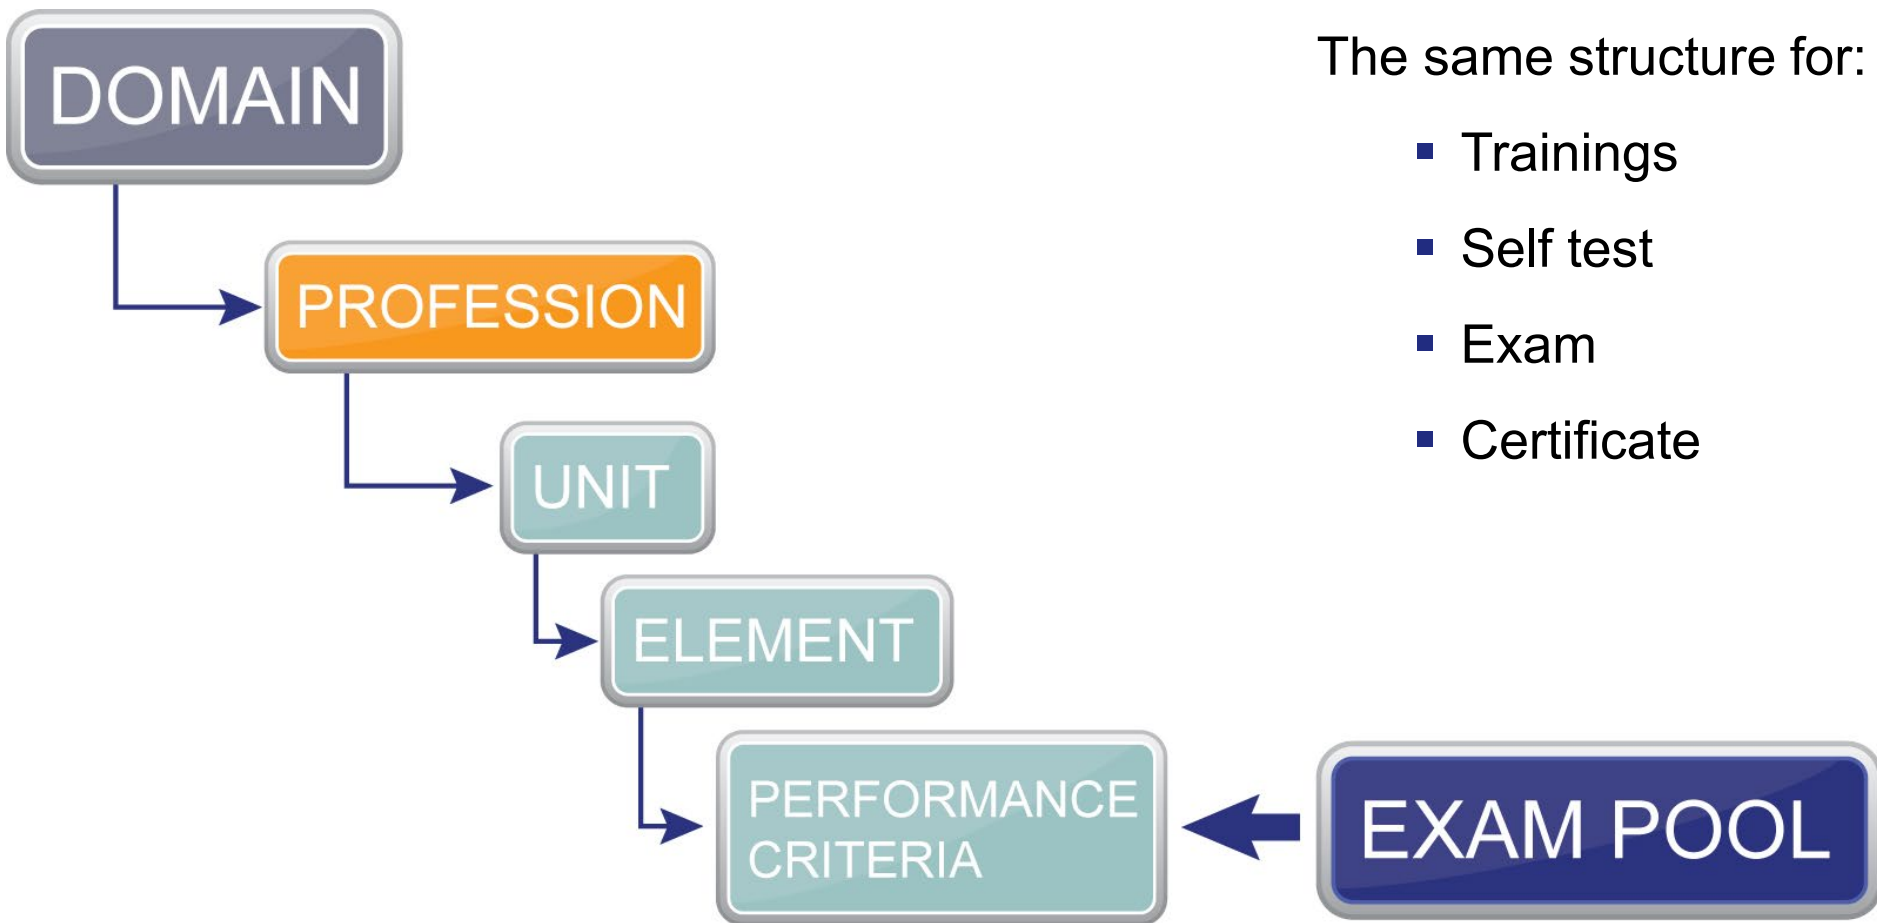 DOMAIN
PROFESSION
UNIT
ELEMENT
PERFORMANCE
CRITERIA
EXAM POOL
The same structure for:
Trainings
Self test
Exam
Certificate